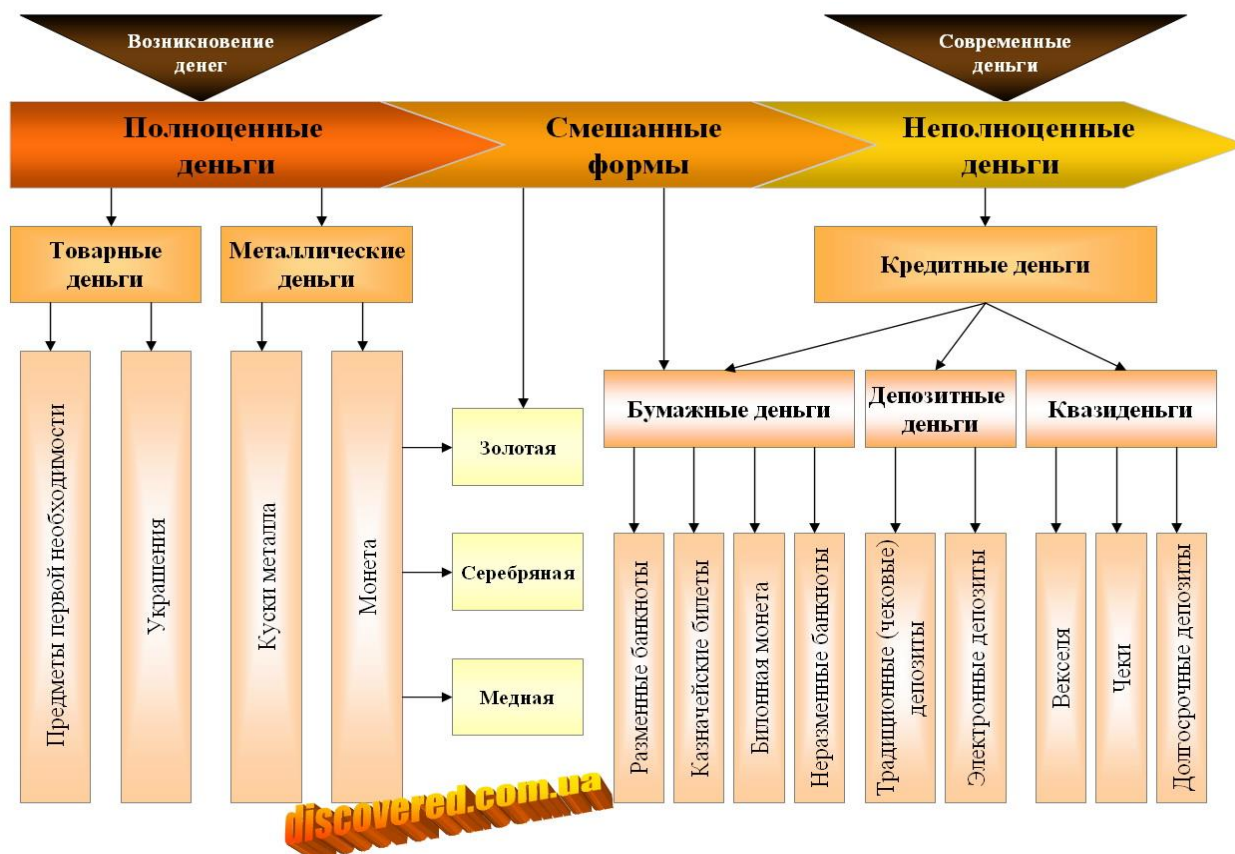 Возникновение
денег
Современные
деньги
Полноценные
деньги
Смешанные
формы
Неполноценные
деньги
Товарные
деньги
Металлические
деньги
Кредитные деньги
Предметы первой необходимости
Украшения
Куски металла
Монета
Золотая
Серебряная
Медная
Бумажные деньги
Депозитные
деньги
Квазиденьги
Разменные банкноты
Казначейские билеты
Билонная монета
Неразменные банкноты
Традиционные (чековые)
депозиты
Электронные депозиты
Векселя
Чеки
Долгосрочные депозиты
discovered.com.ua